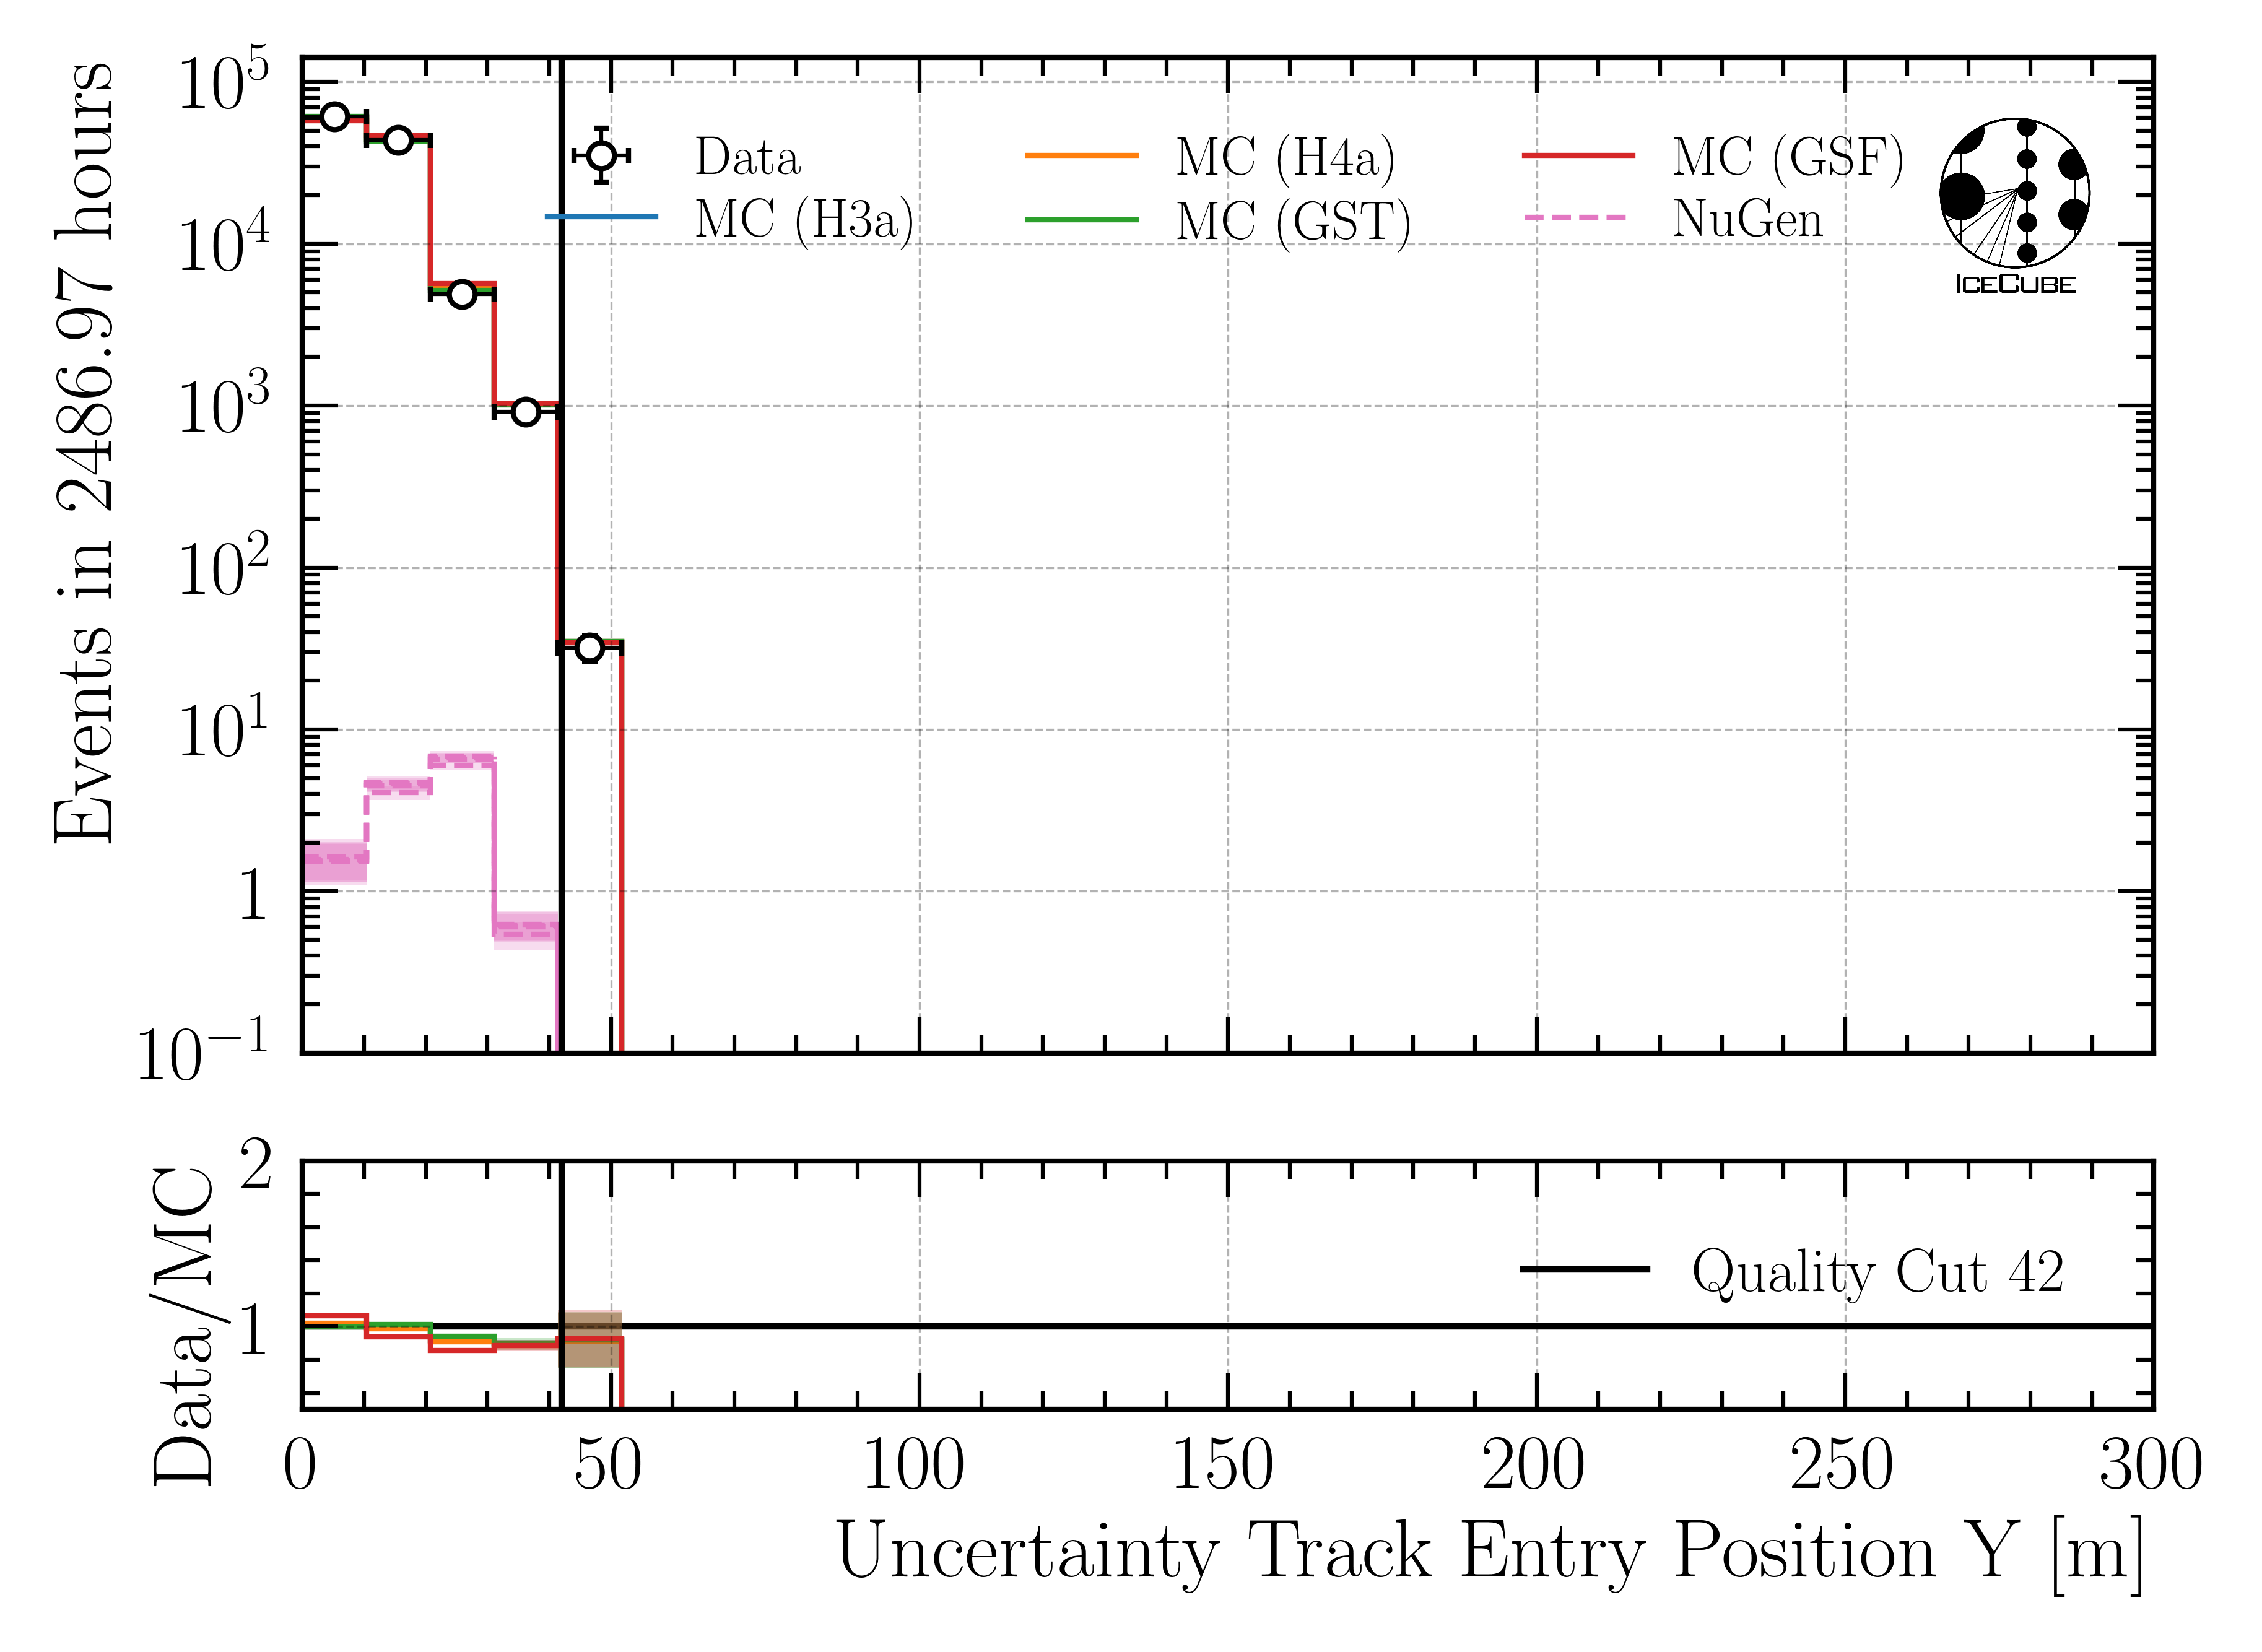 Events in 2486.97 hours
10^5
10^4
10^3
10^2
10^1
1
10^−1
Data
MC (H3a)
MC (H4a)
MC (GST)
MC (GSF)
NuGen
ICECUBE
Data/MC
2
1
Quality Cut 42
0 50 100 150 200 250 300
Uncertainty Track Entry Position Y [m]